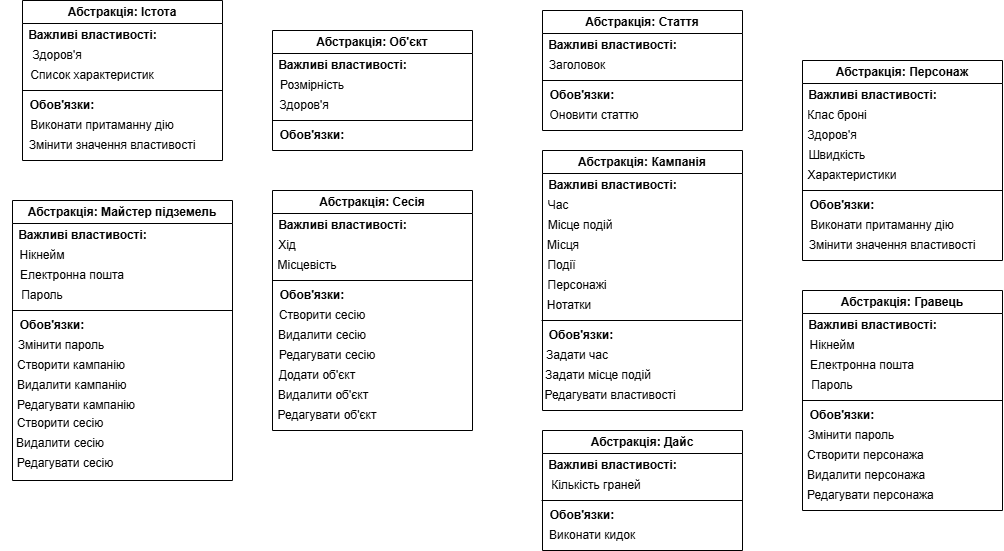 Абстракція: Істота
Важливі властивості:
Здоров'я
Список характеристик
Обов'язки:
Виконати притаманну дію
Змінити значення властивості
Абстракція: Майстер підземель
Важливі властивості:
Нікнейм
Електронна пошта
Пароль
Обов'язки:
Змінити пароль
Створити кампанію
Видалити кампанію
Редагувати кампанію
Створити сесію
Видалити сесію
Редагувати сесію
Абстракція: Об'єкт
Важливі властивості:
Розмірність
Здоров'я
Обов'язки:
Абстракція: Сесія
Важливі властивості:
Хід
Місцевість
Обов'язки:
Створити сесію
Видалити сесію
Редагувати сесію
Додати об'єкт
Видалити об'єкт
Редагувати об'єкт
Абстракція: Стаття
Важливі властивості:
Заголовок
Обов'язки:
Оновити статтю
Абстракція: Кампанія
Важливі властивості:
Час
Місце подій
Місця
Події
Персонажі
Нотатки
Обов'язки:
Задати час
Задати місце подій
Редагувати властивості
Абстракція: Дайс
Важливі властивості:
Кількість граней
Обов'язки:
Виконати кидок
Абстракція: Персонаж
Важливі властивості:
Клас броні
Здоров'я
Швидкість
Характеристики
Обов'язки:
Виконати притаманну дію
Змінити значення властивості
Абстракція: Гравець
Важливі властивості:
Нікнейм
Електронна пошта
Пароль
Обов'язки:
Змінити пароль
Створити персонажа
Видалити персонажа
Редагувати персонажа